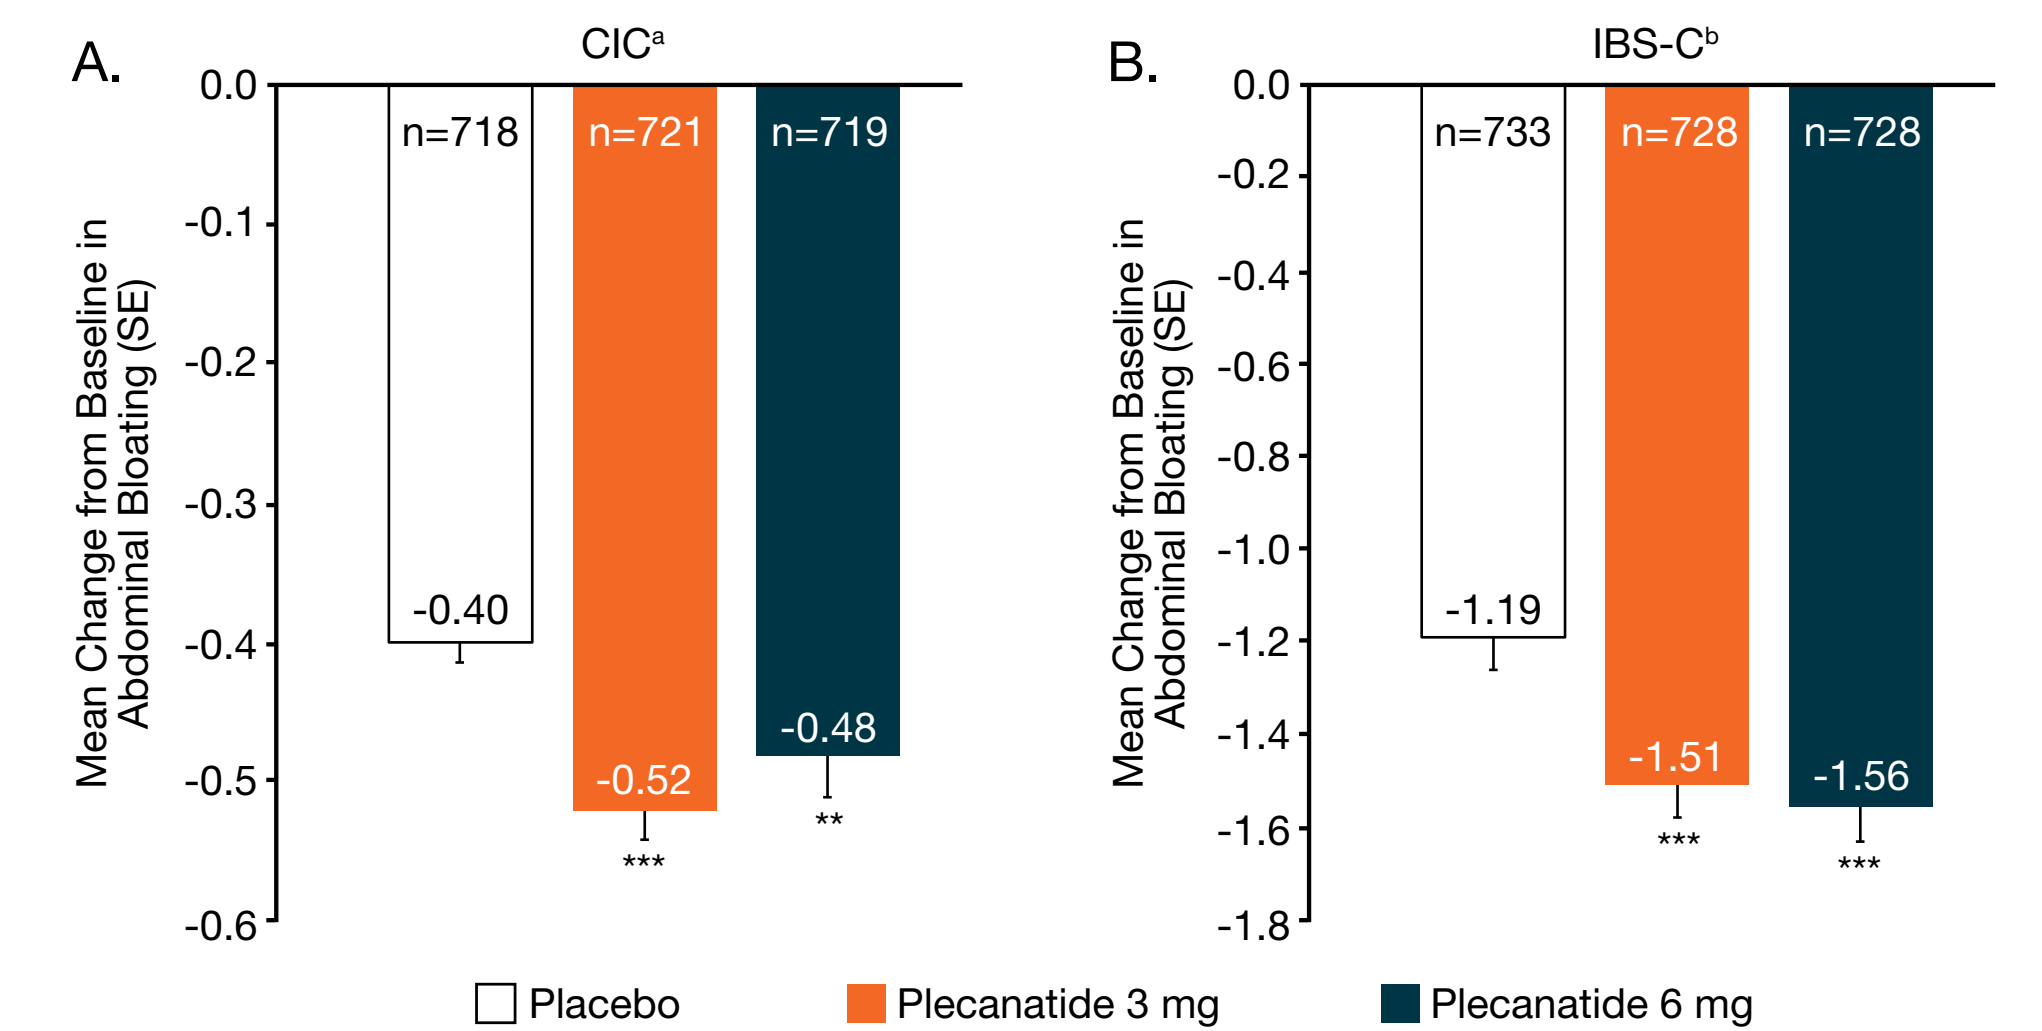 A.
CICᵃ
0.0
-0.1
-0.2
-0.3
-0.4
-0.5
-0.6
Mean Change from Baseline in
Abdominal Bloating (SE)
n=718
n=721
n=719
-0.40
-0.52
-0.48
***
**
B.
IBS-Cᵇ
0.0
-0.2
-0.4
-0.6
-0.8
-1.0
-1.2
-1.4
-1.6
-1.8
Mean Change from Baseline in
Abdominal Bloating (SE)
n=733
n=728
n=728
-1.19
-1.51
-1.56
***
***
Placebo
Plecanatide 3 mg
Plecanatide 6 mg